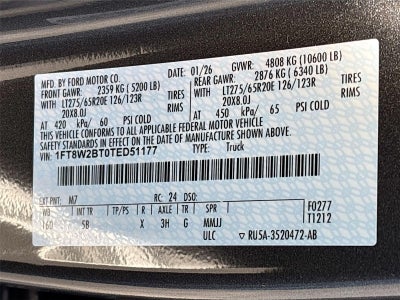 MFD. BY FORD MOTOR CO. 01/26 GVWR: 4808 KG (10600 LB)
FRONT GAWR: 2359 KG ( 5200 LB) REAR GAWR: 2876 KG ( 6340 LB)
WITH LT275/65R20E 126/123R TIRES WITH LT275/65R20E 126/123R TIRES
20X8.0J RIMS 20X8.0J RIMS
AT 420 kPa/ 60 PSI COLD AT 450 kPa/ 65 PSI COLD
THIS VEHICLE CONFORMS TO ALL APPLICABLE FEDERAL MOTOR VEHICLE
SAFETY STANDARDS IN EFFECT ON THE DATE OF MANUFACTURE SHOWN ABOVE.
VIN: 1FT8W2BT0TED51177 TYPE: Truck
EXT PNT: M7 RC: 24 DSO: F0277
WB INT TR TP/PS R AXLE TR SPR T1212
160 5B X 3H G MMJJ
ULC RU5A-3520472-AB